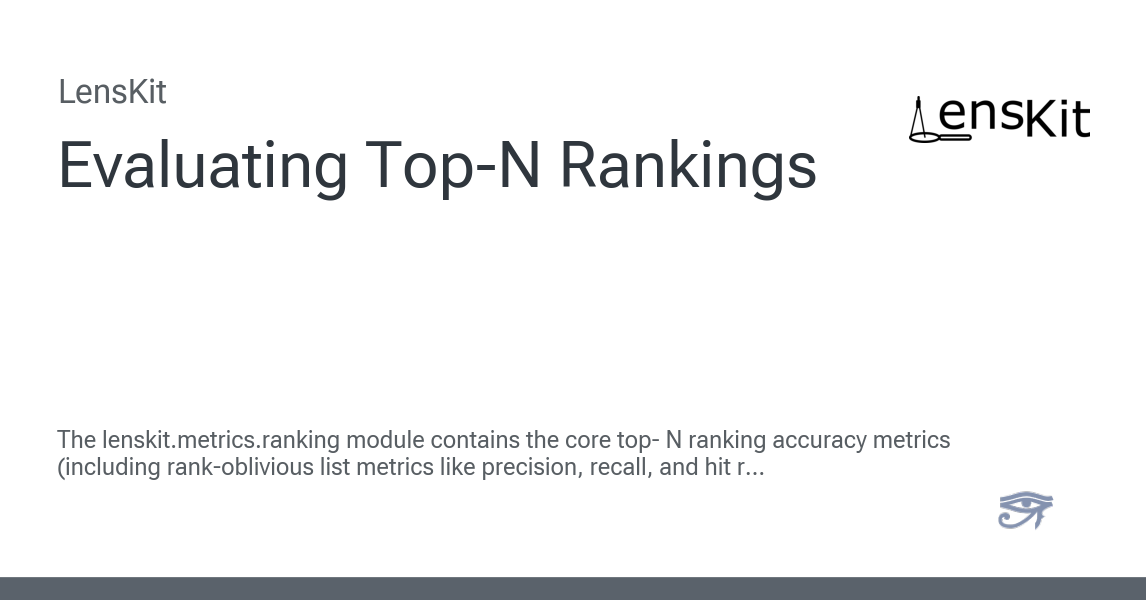 LensKit
LensKit
Evaluating Top-N Rankings
The lenskit.metrics.ranking module contains the core top- N ranking accuracy metrics
(including rank-oblivious list metrics like precision, recall, and hit r...